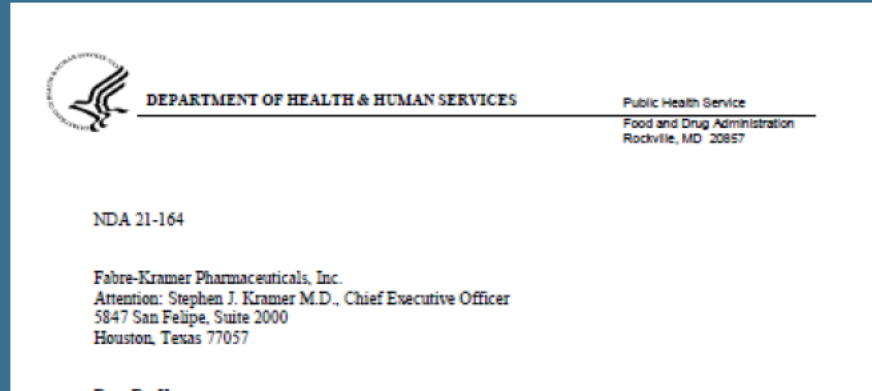 DEPARTMENT OF HEALTH & HUMAN SERVICES
Public Health Service
Food and Drug Administration
Rockville, MD 20857
NDA 21-164
Fabre-Kramer Pharmaceuticals, Inc.
Attention: Stephen J. Kramer M.D., Chief Executive Officer
5847 San Felipe, Suite 2000
Houston, Texas 77057